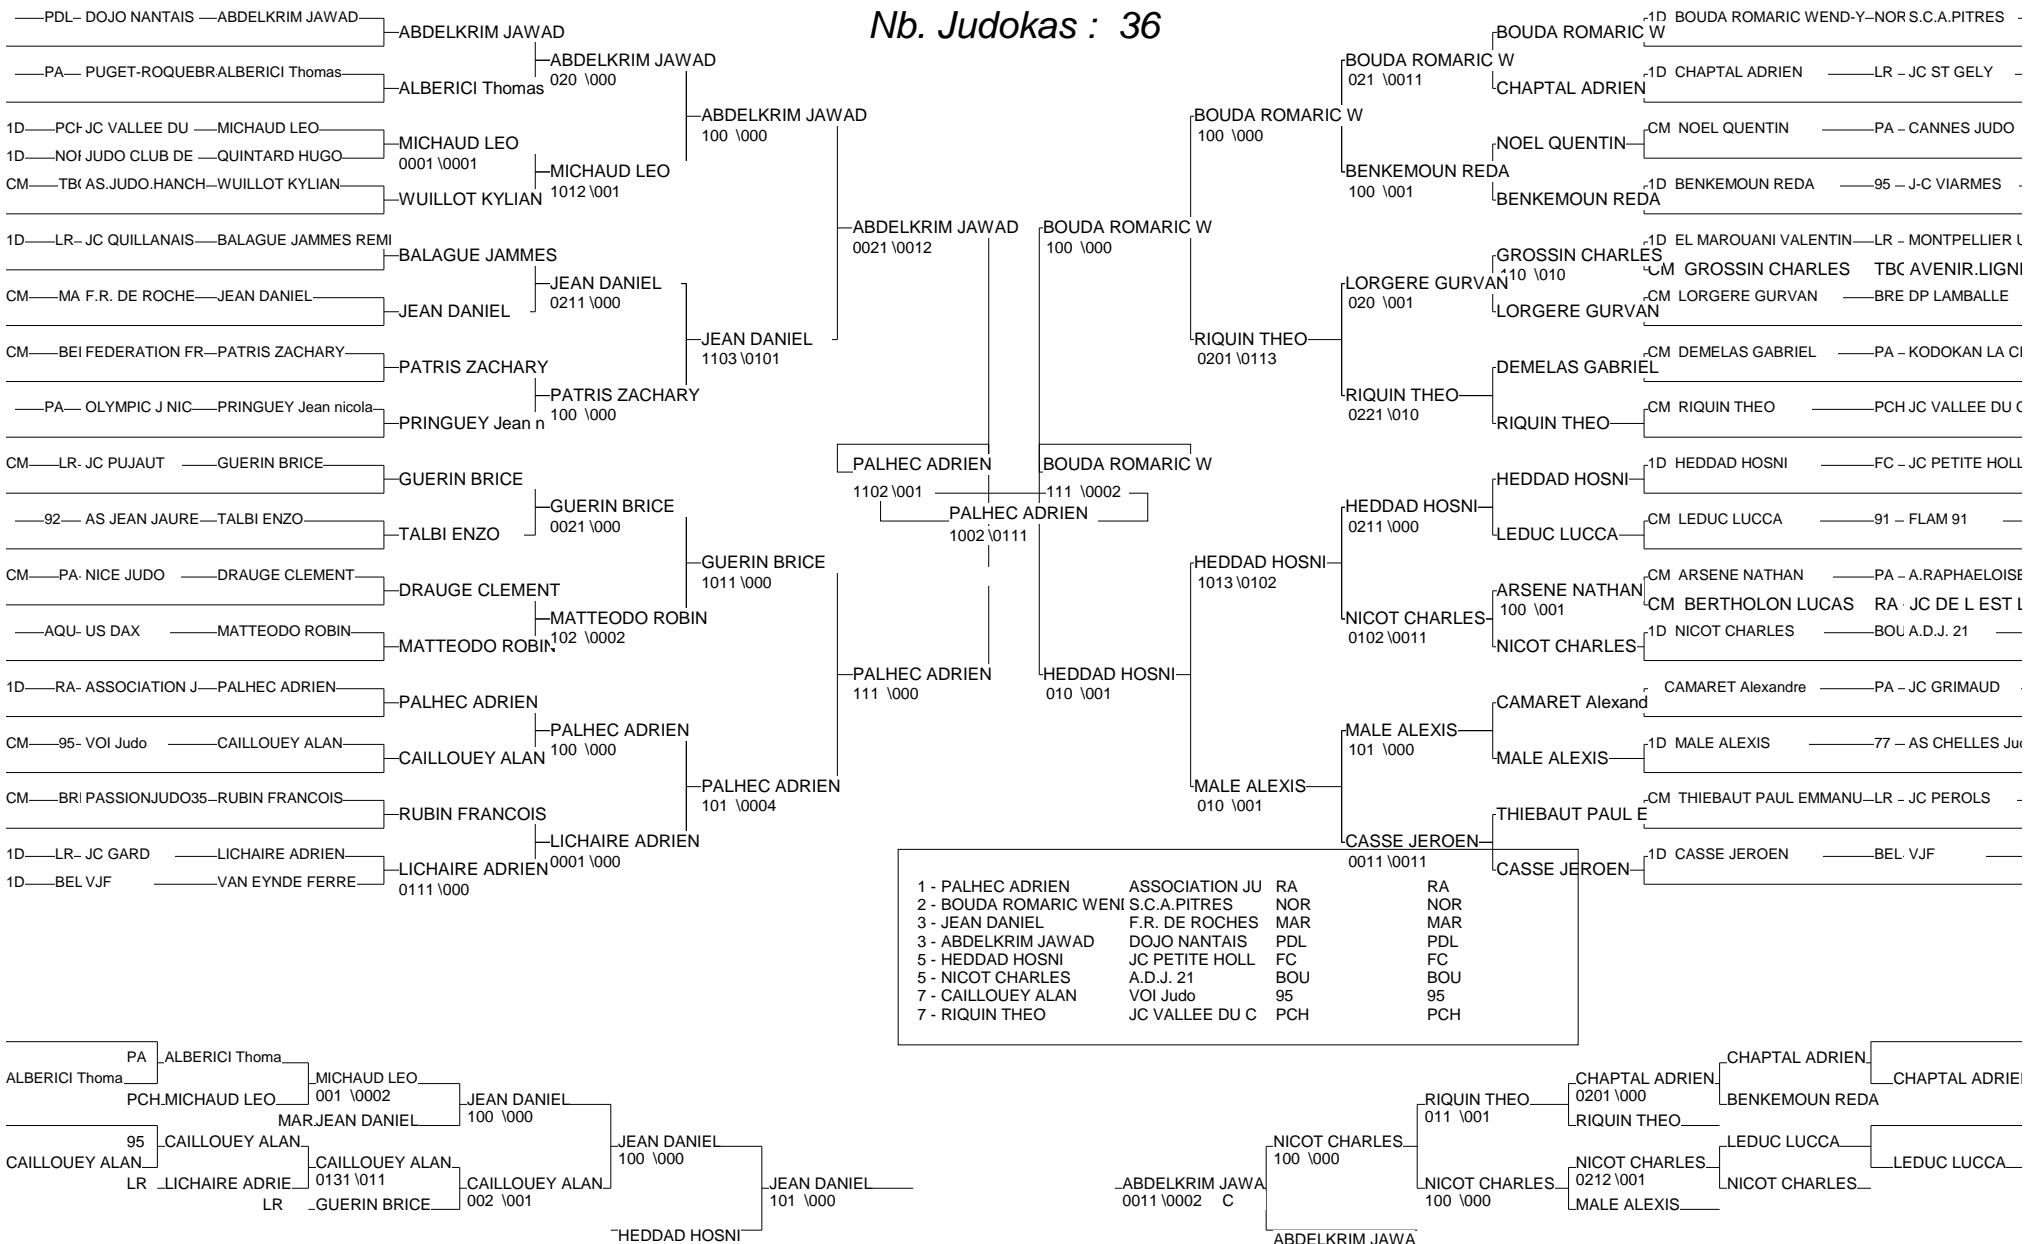 Nb. Judokas : 36
PDL DOJO NANTAIS ABDELKRIM JAWAD
PA PUGET-ROQUEBR ALBERICI Thomas
1D PCH JC VALLEE DU MICHAUD LEO
1D NOR JUDO CLUB DE QUINTARD HUGO
CM TBO AS.JUDO.HANCH WUILLOT KYLIAN
1D LR JC QUILLANAIS BALAGUE JAMMES REMI
CM MA F.R. DE ROCHE JEAN DANIEL
CM BEL FEDERATION FR PATRIS ZACHARY
PA OLYMPIC J NIC PRINGUEY Jean nicola
CM LR JC PUJAUT GUERIN BRICE
92 AS JEAN JAURE TALBI ENZO
CM PA NICE JUDO DRAUGE CLEMENT
AQU US DAX MATTEODO ROBIN
1D RA ASSOCIATION J PALHEC ADRIEN
CM 95 VOI Judo CAILLOUEY ALAN
CM BRE PASSIONJUDO35 RUBIN FRANCOIS
1D LR JC GARD LICHAIRE ADRIEN
1D BEL VJF VAN EYNDE FERRE
ABDELKRIM JAWAD
ALBERICI Thomas
MICHAUD LEO
0001 \0001
WUILLOT KYLIAN
BALAGUE JAMMES
JEAN DANIEL
PATRIS ZACHARY
PRINGUEY Jean n
GUERIN BRICE
TALBI ENZO
DRAUGE CLEMENT
MATTEODO ROBIN
PALHEC ADRIEN
CAILLOUEY ALAN
RUBIN FRANCOIS
LICHAIRE ADRIEN
0111 \000
ABDELKRIM JAWAD
020 \000
MICHAUD LEO
1012 \001
JEAN DANIEL
0211 \000
PATRIS ZACHARY
100 \000
GUERIN BRICE
0021 \000
MATTEODO ROBIN
102 \0002
PALHEC ADRIEN
100 \000
LICHAIRE ADRIEN
0001 \000
ABDELKRIM JAWAD
100 \000
JEAN DANIEL
1103 \0101
GUERIN BRICE
1011 \000
PALHEC ADRIEN
101 \0004
ABDELKRIM JAWAD
0021 \0012
PALHEC ADRIEN
111 \000
PALHEC ADRIEN
1102 \001
BOUDA ROMARIC W
111 \0002
PALHEC ADRIEN
1002 \0111
BOUDA ROMARIC W
100 \000
HEDDAD HOSNI
010 \001
BOUDA ROMARIC W
100 \000
RIQUIN THEO
0201 \0113
HEDDAD HOSNI
1013 \0102
MALE ALEXIS
010 \001
BOUDA ROMARIC W
021 \0011
BENKEMOUN REDA
100 \001
LORGERE GURVAN
020 \001
RIQUIN THEO
0221 \010
HEDDAD HOSNI
0211 \000
NICOT CHARLES
0102 \0011
MALE ALEXIS
101 \000
CASSE JEROEN
0011 \0011
BOUDA ROMARIC W
CHAPTAL ADRIEN
NOEL QUENTIN
BENKEMOUN REDA
GROSSIN CHARLES
110 \010
LORGERE GURVAN
DEMELAS GABRIEL
RIQUIN THEO
HEDDAD HOSNI
LEDUC LUCCA
ARSENE NATHAN
100 \001
NICOT CHARLES
CAMARET Alexand
MALE ALEXIS
THIEBAUT PAUL E
CASSE JEROEN
1D BOUDA ROMARIC WEND-Y NOR S.C.A.PITRES
1D CHAPTAL ADRIEN LR JC ST GELY
CM NOEL QUENTIN PA CANNES JUDO
1D BENKEMOUN REDA 95 J-C VIARMES
1D EL MAROUANI VALENTIN LR MONTPELLIER U
CM GROSSIN CHARLES TBO AVENIR.LIGNI
CM LORGERE GURVAN BRE DP LAMBALLE
CM DEMELAS GABRIEL PA KODOKAN LA CI
CM RIQUIN THEO PCH JC VALLEE DU C
1D HEDDAD HOSNI FC JC PETITE HOLL
CM LEDUC LUCCA 91 FLAM 91
CM ARSENE NATHAN PA A.RAPHAELOISE
CM BERTHOLON LUCAS RA JC DE L EST L
1D NICOT CHARLES BOU A.D.J. 21
CAMARET Alexandre PA JC GRIMAUD
1D MALE ALEXIS 77 AS CHELLES Jud
CM THIEBAUT PAUL EMMANU LR JC PEROLS
1D CASSE JEROEN BEL VJF
1 - PALHEC ADRIEN ASSOCIATION JU RA RA
2 - BOUDA ROMARIC WEND S.C.A.PITRES NOR NOR
3 - JEAN DANIEL F.R. DE ROCHES MAR MAR
3 - ABDELKRIM JAWAD DOJO NANTAIS PDL PDL
5 - HEDDAD HOSNI JC PETITE HOLL FC FC
5 - NICOT CHARLES A.D.J. 21 BOU BOU
7 - CAILLOUEY ALAN VOI Judo 95 95
7 - RIQUIN THEO JC VALLEE DU C PCH PCH
PA ALBERICI Thoma
ALBERICI Thoma
PCH MICHAUD LEO
MICHAUD LEO
001 \0002
MAR JEAN DANIEL
JEAN DANIEL
100 \000
95 CAILLOUEY ALAN
CAILLOUEY ALAN
LR LICHAIRE ADRIE
CAILLOUEY ALAN
0131 \011
LR GUERIN BRICE
CAILLOUEY ALAN
002 \001
JEAN DANIEL
100 \000
HEDDAD HOSNI
JEAN DANIEL
101 \000
ABDELKRIM JAWA
0011 \0002 C
NICOT CHARLES
100 \000
ABDELKRIM JAWA
RIQUIN THEO
011 \001
NICOT CHARLES
100 \000
CHAPTAL ADRIEN
0201 \000
RIQUIN THEO
NICOT CHARLES
0212 \001
MALE ALEXIS
CHAPTAL ADRIEN
BENKEMOUN REDA
LEDUC LUCCA
NICOT CHARLES
CHAPTAL ADRIEN
LEDUC LUCCA